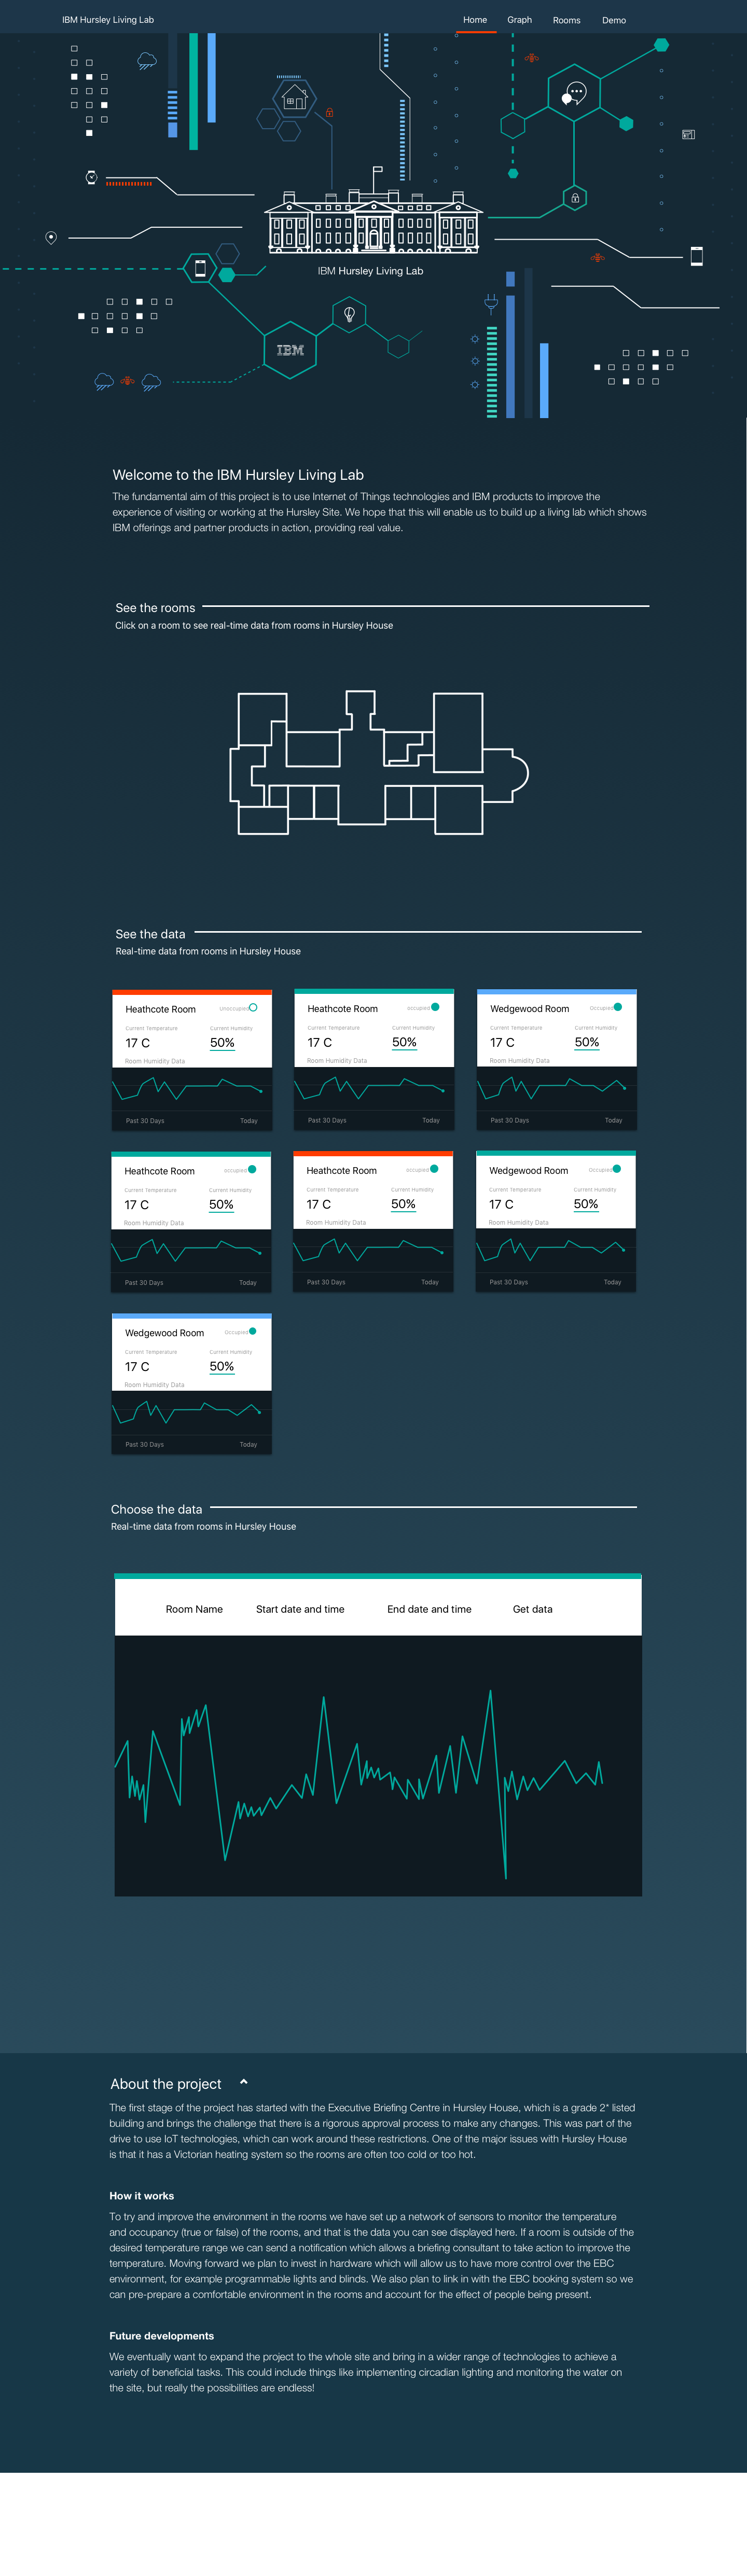 IBM Hursley Living Lab
Home Graph Rooms Demo
IBM Hursley Living Lab
IBM
Welcome to the IBM Hursley Living Lab
The fundamental aim of this project is to use Internet of Things technologies and IBM products to improve the
experience of visiting or working at the Hursley Site. We hope that this will enable us to build up a living lab which shows
IBM offerings and partner products in action, providing real value.
See the rooms
Click on a room to see real-time data from rooms in Hursley House
See the data
Real-time data from rooms in Hursley House
Heathcote Room Unoccupied
Current Temperature Current Humidity
17 C 50%
Room Humidity Data
Past 30 Days Today
Heathcote Room occupied
Current Temperature Current Humidity
17 C 50%
Room Humidity Data
Past 30 Days Today
Wedgewood Room Occupied
Current Temperature Current Humidity
17 C 50%
Room Humidity Data
Past 30 Days Today
Heathcote Room occupied
Current Temperature Current Humidity
17 C 50%
Room Humidity Data
Past 30 Days Today
Heathcote Room occupied
Current Temperature Current Humidity
17 C 50%
Room Humidity Data
Past 30 Days Today
Wedgewood Room Occupied
Current Temperature Current Humidity
17 C 50%
Room Humidity Data
Past 30 Days Today
Wedgewood Room Occupied
Current Temperature Current Humidity
17 C 50%
Room Humidity Data
Past 30 Days Today
Choose the data
Real-time data from rooms in Hursley House
Room Name Start date and time End date and time Get data
About the project
The first stage of the project has started with the Executive Briefing Centre in Hursley House, which is a grade 2* listed
building and brings the challenge that there is a rigorous approval process to make any changes. This was part of the
drive to use IoT technologies, which can work around these restrictions. One of the major issues with Hursley House
is that it has a Victorian heating system so the rooms are often too cold or too hot.
How it works
To try and improve the environment in the rooms we have set up a network of sensors to monitor the temperature
and occupancy (true or false) of the rooms, and that is the data you can see displayed here. If a room is outside of the
desired temperature range we can send a notification which allows a briefing consultant to take action to improve the
temperature. Moving forward we plan to invest in hardware which will allow us to have more control over the EBC
environment, for example programmable lights and blinds. We also plan to link in with the EBC booking system so we
can pre-prepare a comfortable environment in the rooms and account for the effect of people being present.
Future developments
We eventually want to expand the project to the whole site and bring in a wider range of technologies to achieve a
variety of beneficial tasks. This could include things like implementing circadian lighting and monitoring the water on
the site, but really the possibilities are endless!